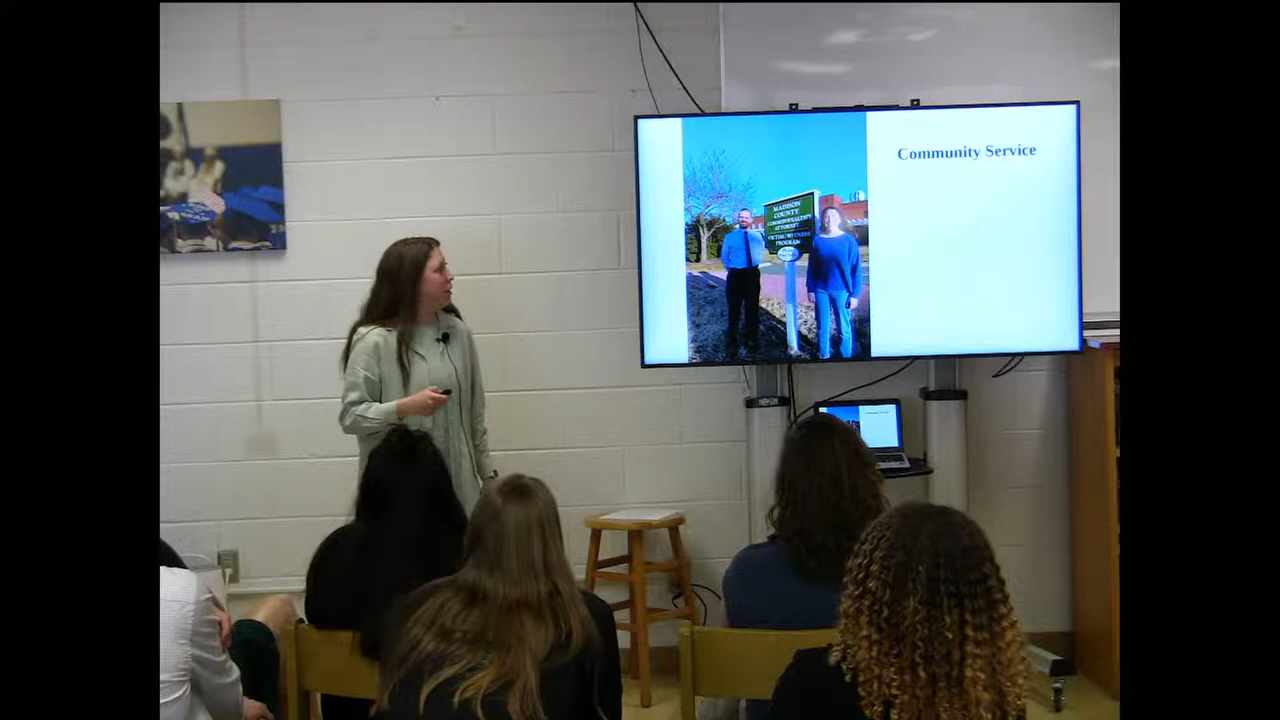 Community Service
MADISON
COUNTY
COMMONWEALTH'S
ATTORNEY
VICTIM/WITNESS
PROGRAM